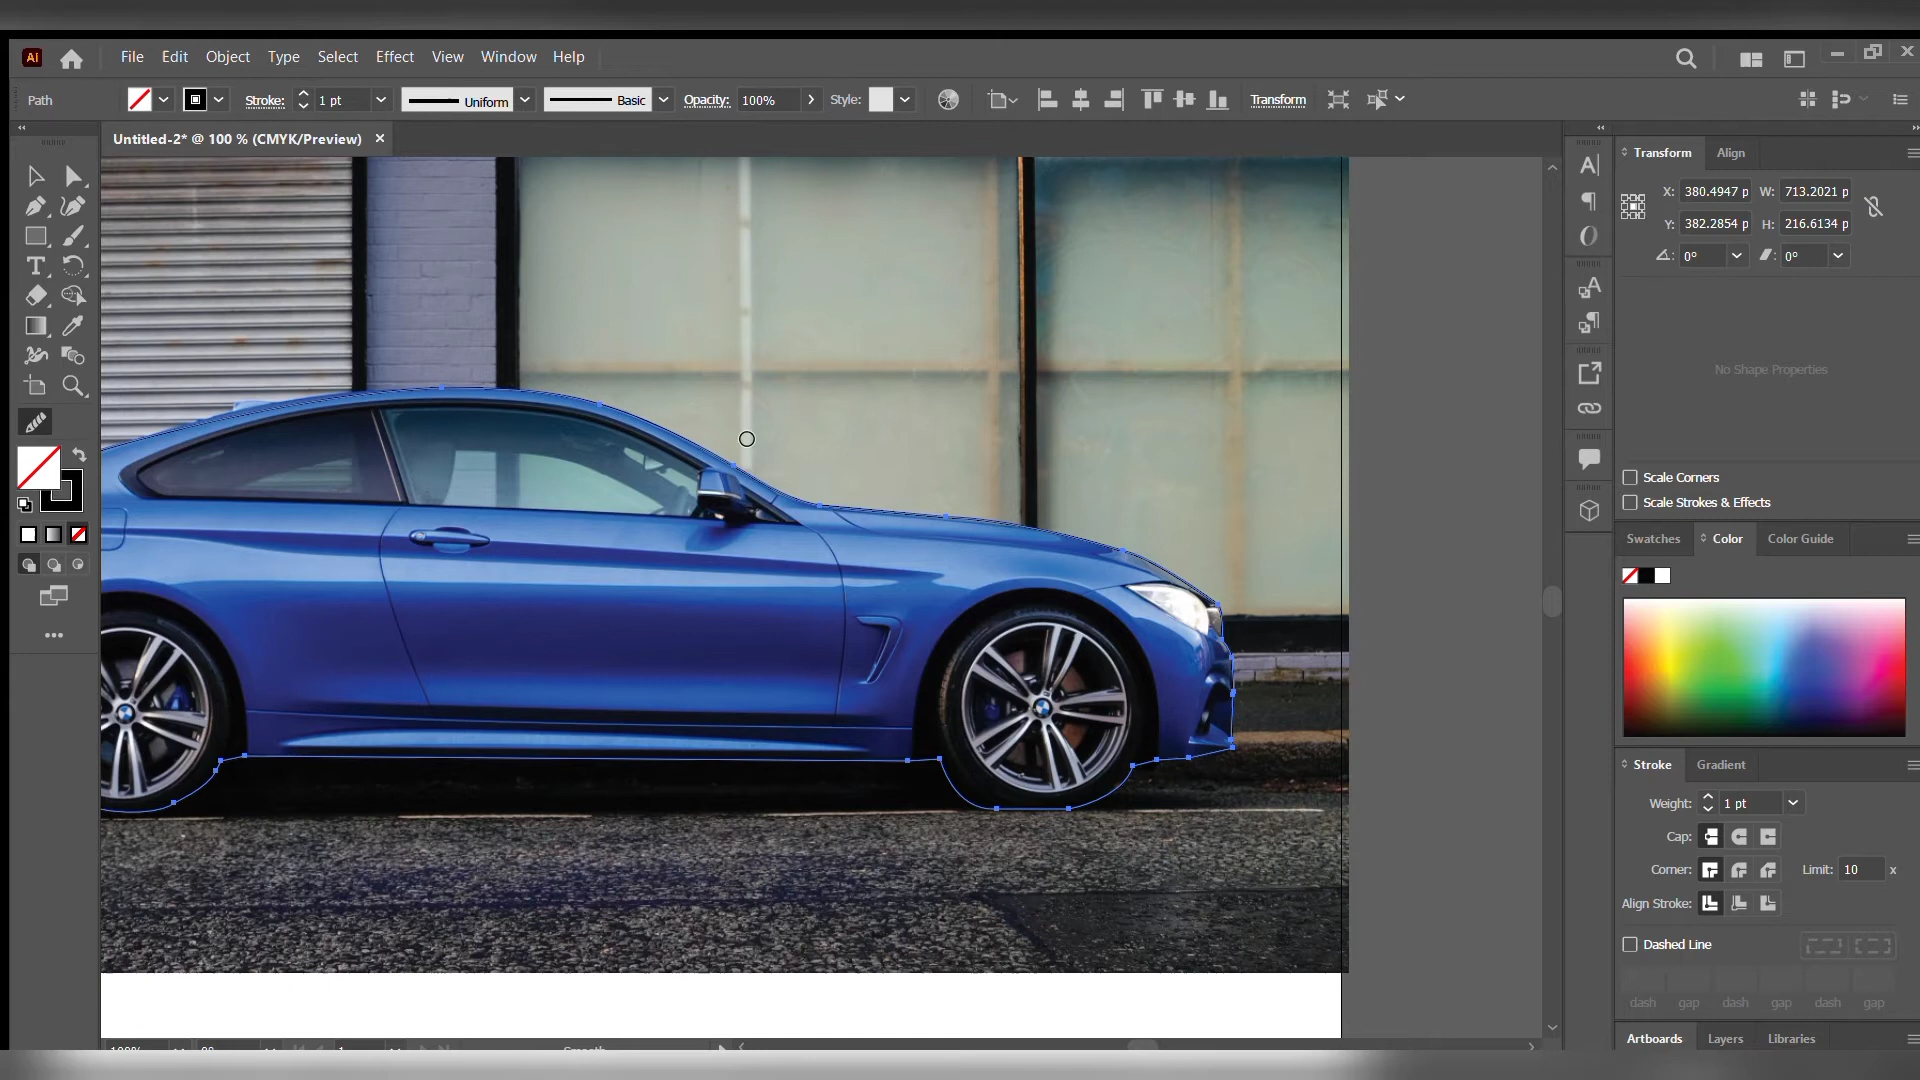 Ai File Edit Object Type Select Effect View Window Help
Path Stroke: 1 pt Uniform Basic Opacity: 100% Style: Transform
Untitled-2* @ 100 % (CMYK/Preview) ×
Transform Align
X: 380.4947 p W: 713.2021 p
Y: 382.2854 p H: 216.6134 p
0° 0°
No Shape Properties
Scale Corners
Scale Strokes & Effects
Swatches Color Color Guide
Stroke Gradient
Weight: 1 pt
Cap:
Corner: Limit: 10 x
Align Stroke:
Dashed Line
dash gap dash gap dash gap
Artboards Layers Libraries